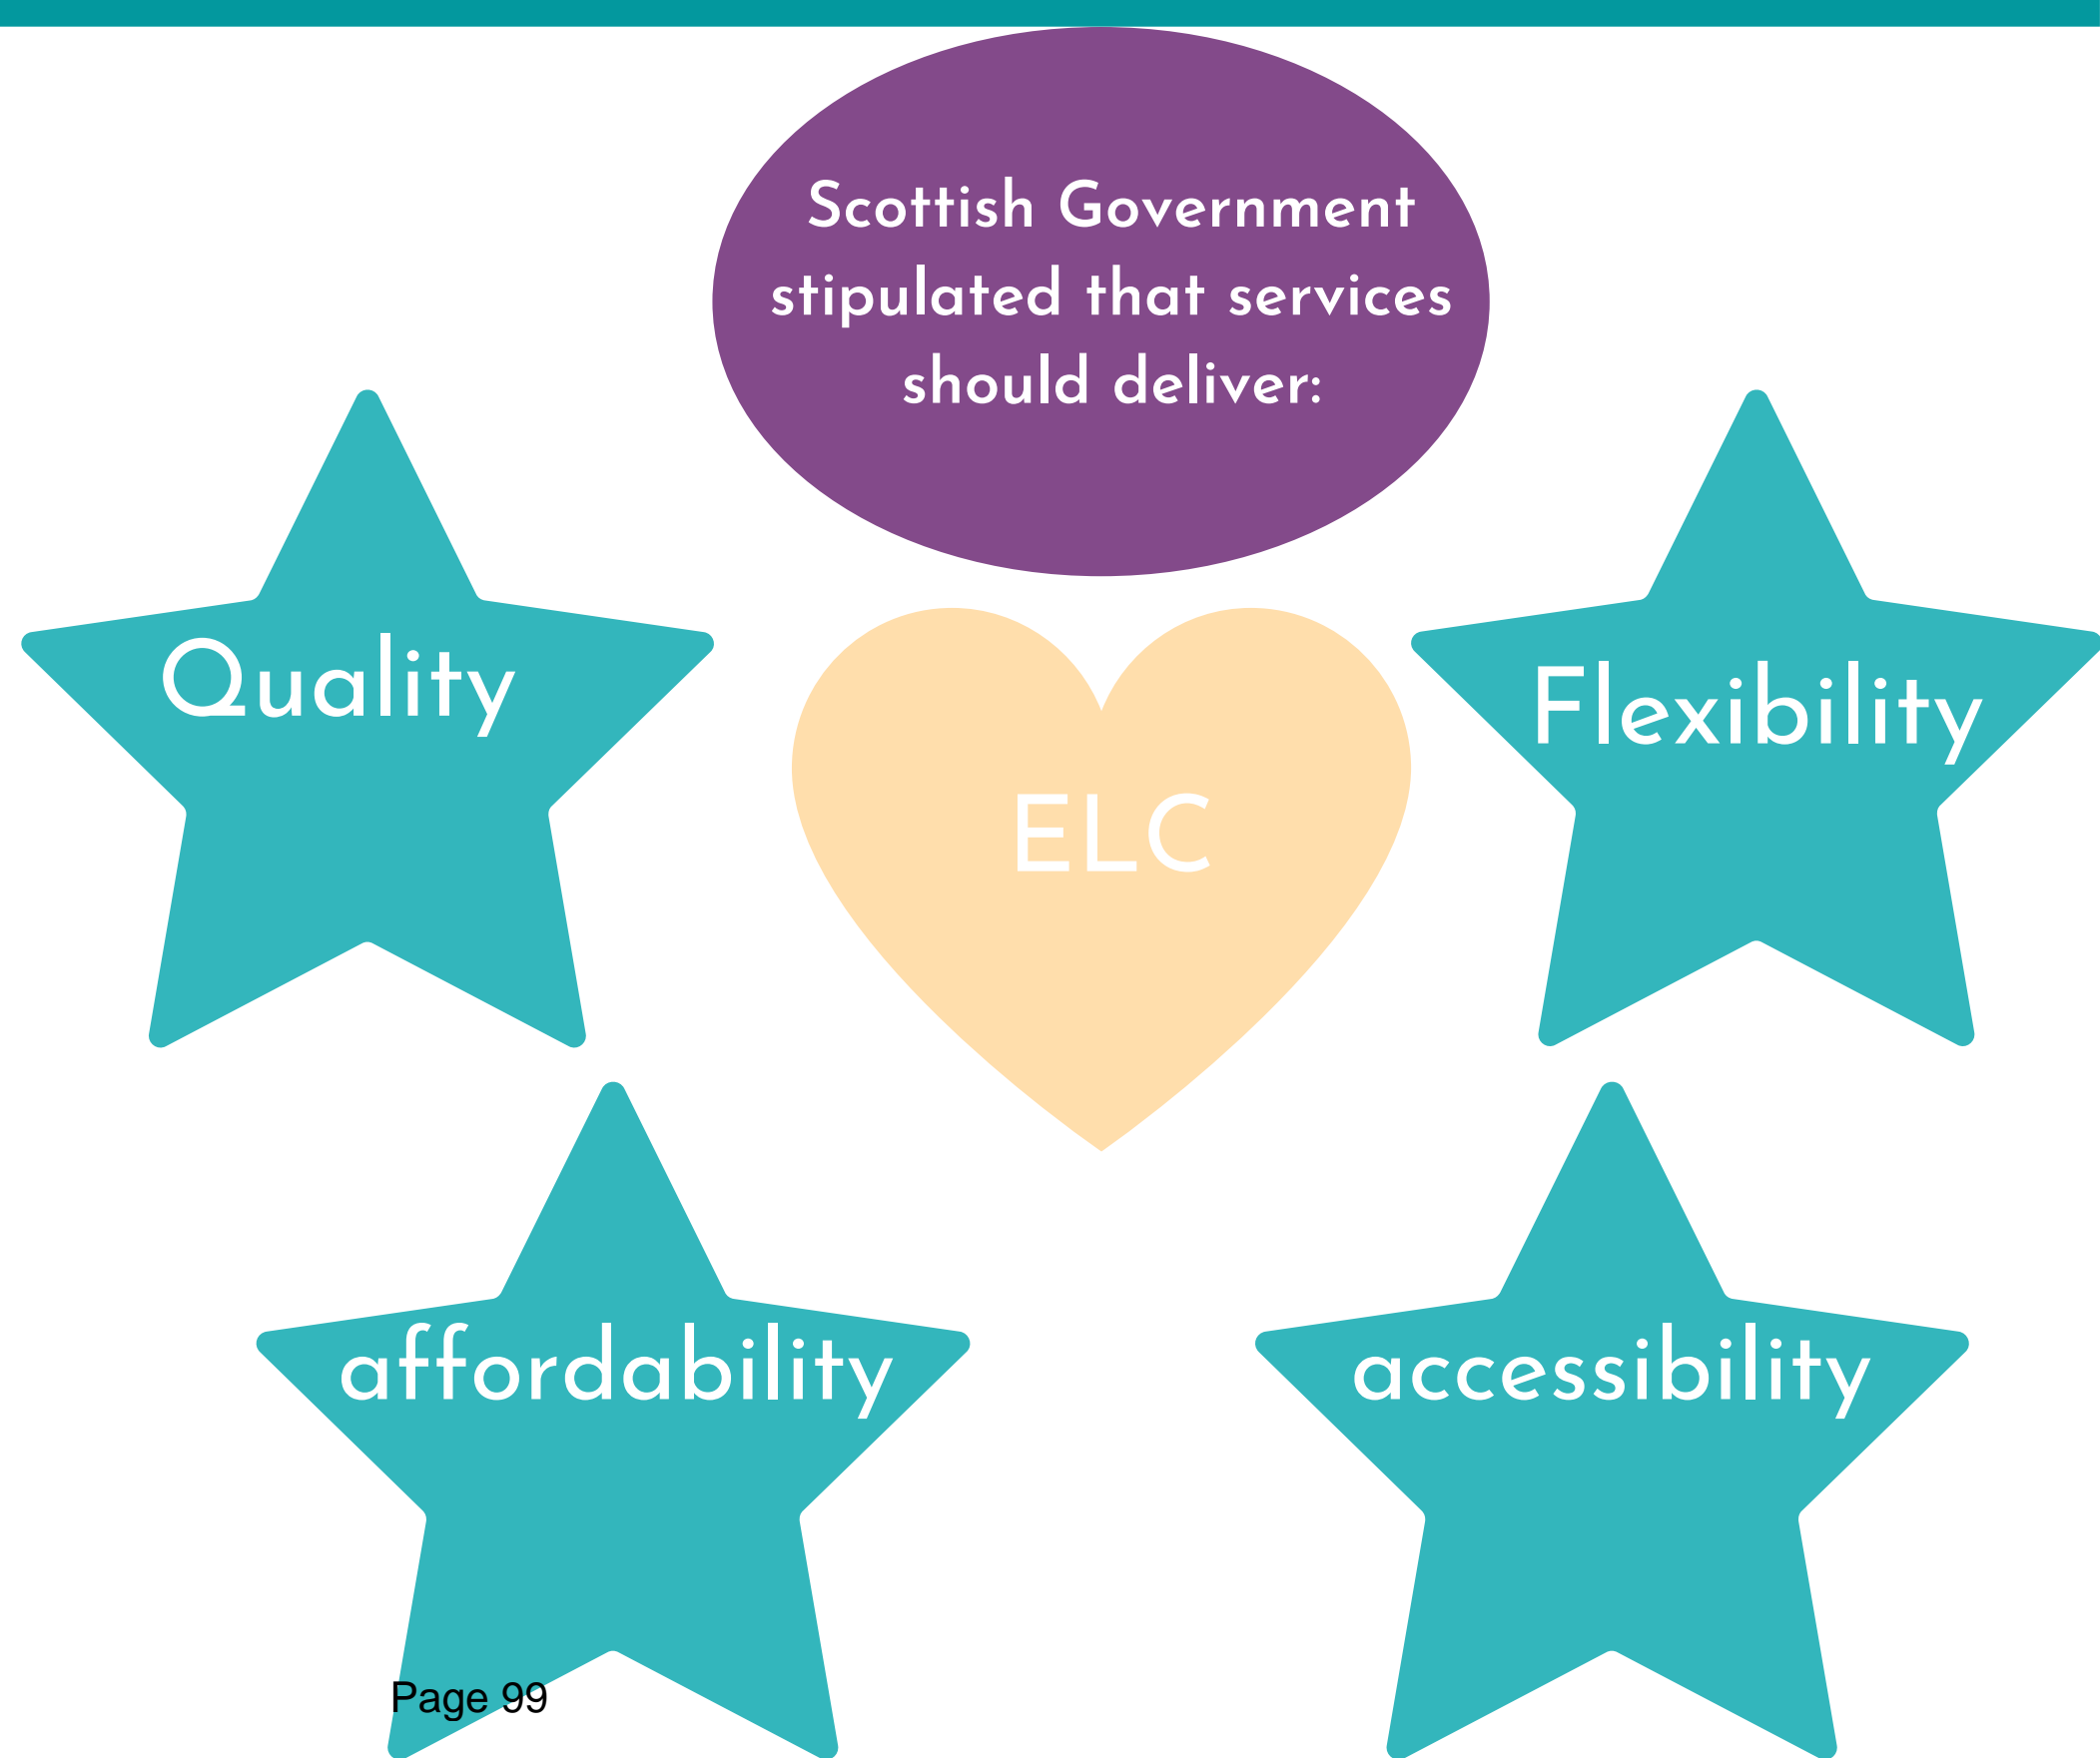 Scottish Government
stipulated that services
should deliver:
Quality
Flexibility
ELC
affordability
accessibility
Page 99